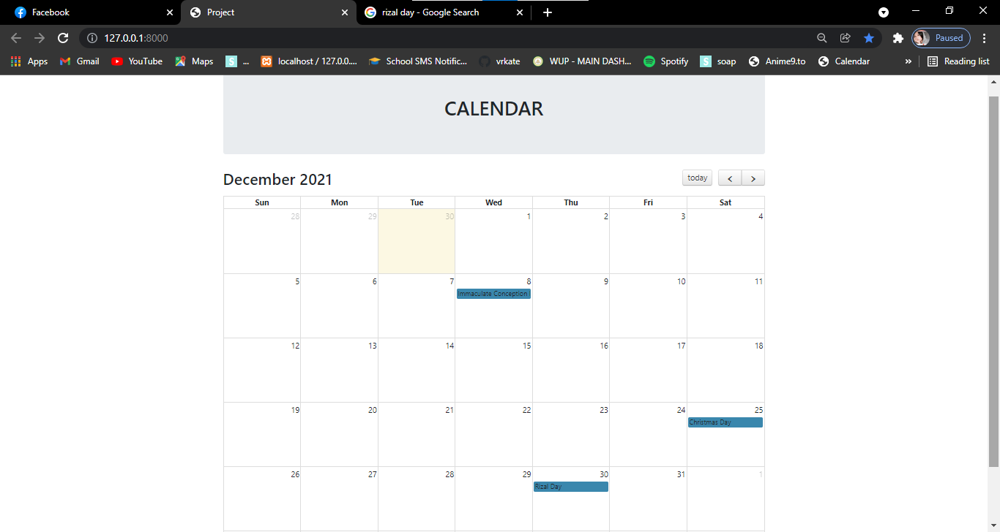 Facebook
Project
rizal day - Google Search
127.0.0.1:8000
Paused
Apps
Gmail
YouTube
Maps
...
localhost / 127.0.0....
School SMS Notific...
vrkate
WUP - MAIN DASH...
Spotify
soap
Anime9.to
Calendar
»
Reading list
CALENDAR
December 2021
today
Sun Mon Tue Wed Thu Fri Sat
28 29 30 1 2 3 4
5 6 7 8 9 10 11
Immaculate Conception
12 13 14 15 16 17 18
19 20 21 22 23 24 25
Christmas Day
26 27 28 29 30 31 1
Rizal Day